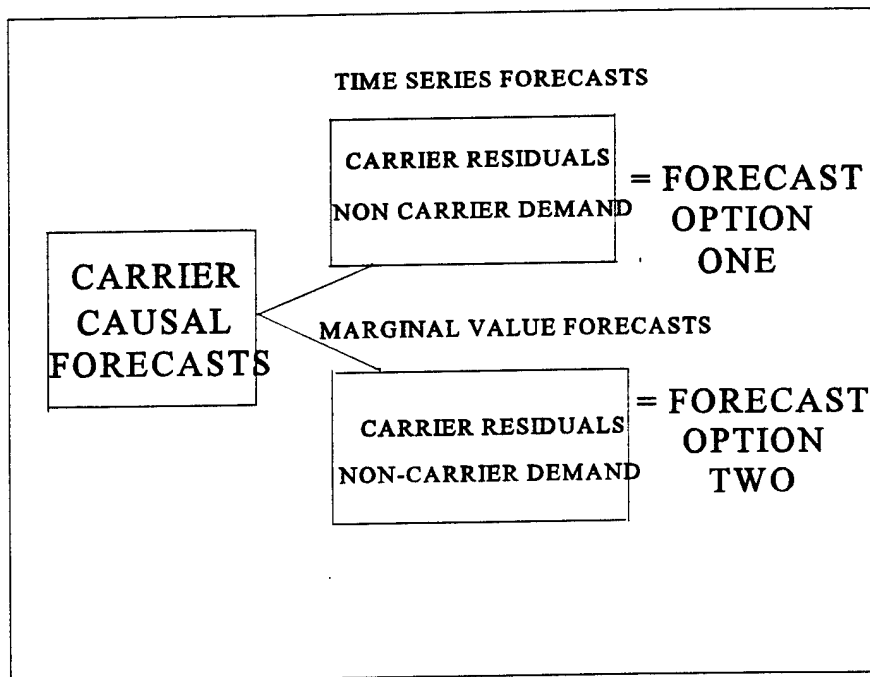 TIME SERIES FORECASTS
CARRIER RESIDUALS
NON CARRIER DEMAND
= FORECAST
OPTION
ONE
CARRIER
CAUSAL
FORECASTS
MARGINAL VALUE FORECASTS
CARRIER RESIDUALS
NON-CARRIER DEMAND
= FORECAST
OPTION
TWO